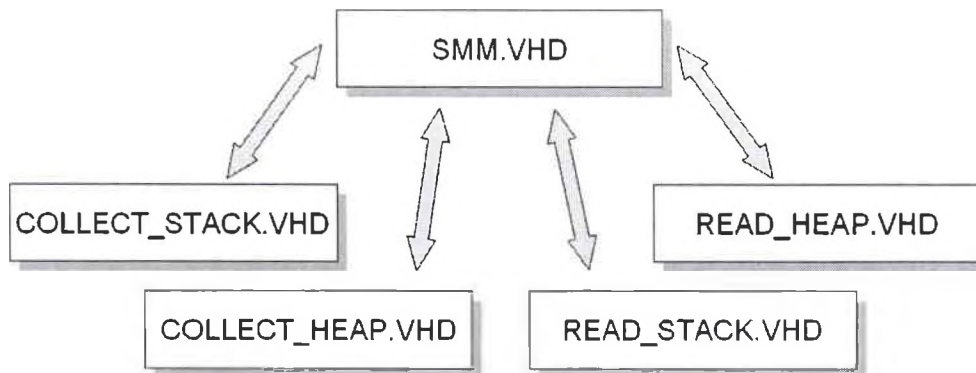 SMM.VHD
COLLECT_STACK.VHD
READ_HEAP.VHD
COLLECT_HEAP.VHD
READ_STACK.VHD